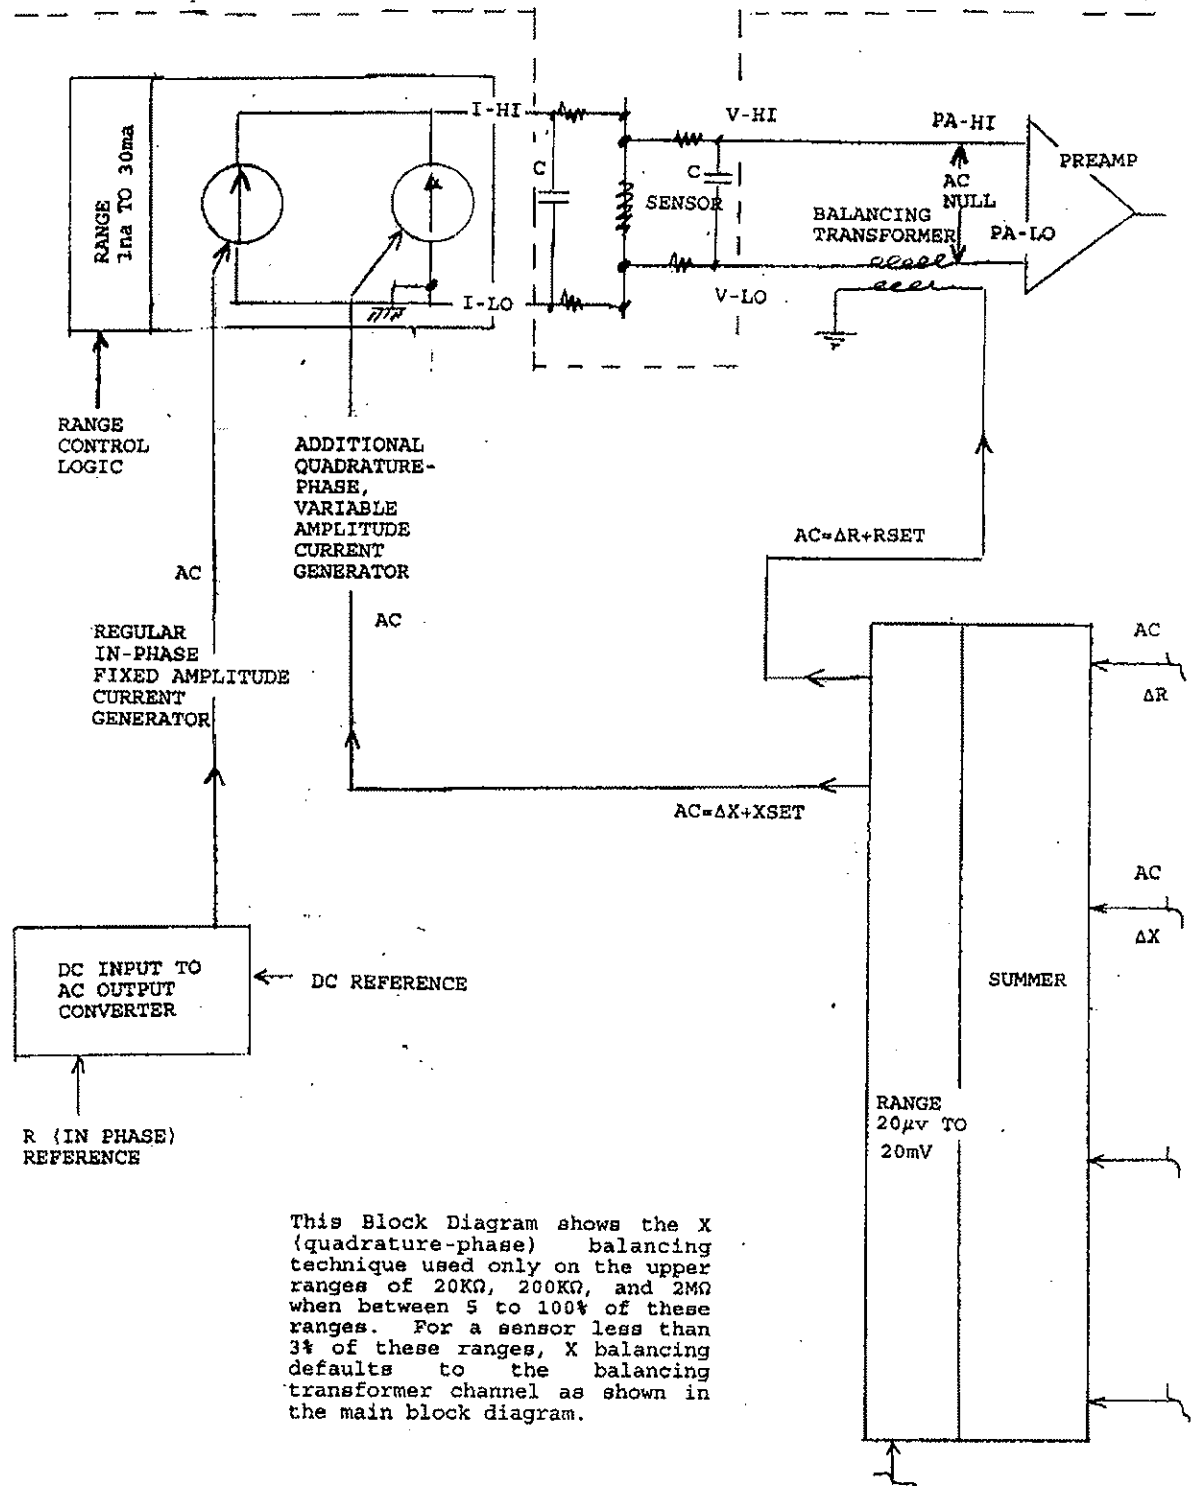 I-HI
V-HI
PA-HI
PREAMP
RANGE
1na TO 30ma
C
C
SENSOR
AC
NULL
BALANCING
TRANSFORMER
PA-LO
I-LO
V-LO
RANGE
CONTROL
LOGIC
ADDITIONAL
QUADRATURE-
PHASE,
VARIABLE
AMPLITUDE
CURRENT
GENERATOR
AC=ΔR+RSET
AC
AC
REGULAR
IN-PHASE
FIXED AMPLITUDE
CURRENT
GENERATOR
AC
ΔR
AC=ΔX+XSET
AC
ΔX
DC INPUT TO
AC OUTPUT
CONVERTER
DC REFERENCE
SUMMER
RANGE
20μv TO
20mV
R (IN PHASE)
REFERENCE
This Block Diagram shows the X
(quadrature-phase) balancing
technique used only on the upper
ranges of 20KΩ, 200KΩ, and 2MΩ
when between 5 to 100% of these
ranges. For a sensor less than
3% of these ranges, X balancing
defaults to the balancing
transformer channel as shown in
the main block diagram.